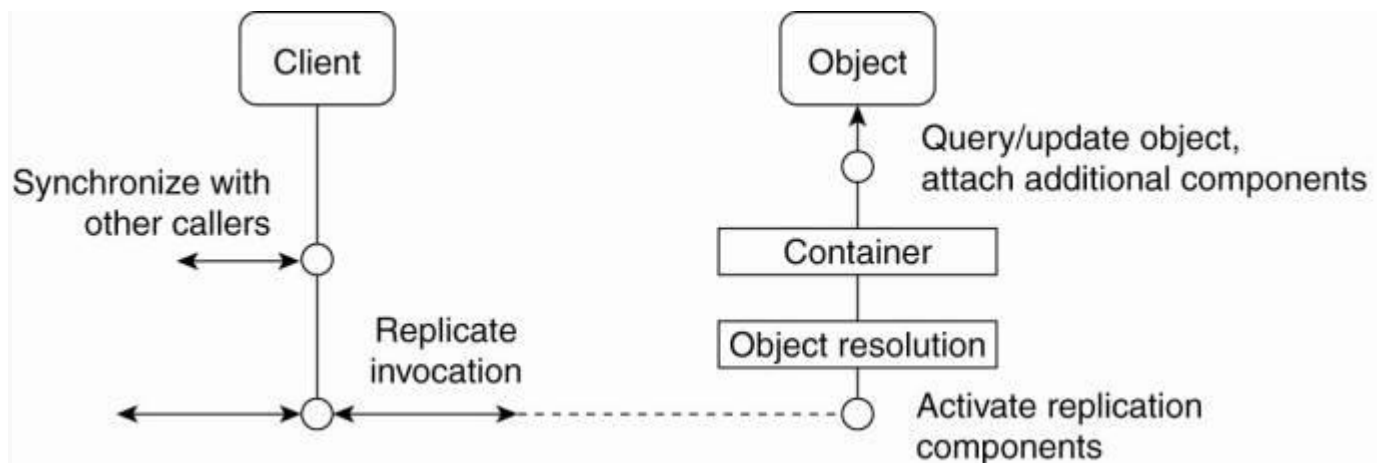 Client
Object
Query/update object,
attach additional components
Synchronize with
other callers
Container
Replicate
invocation
Object resolution
Activate replication
components